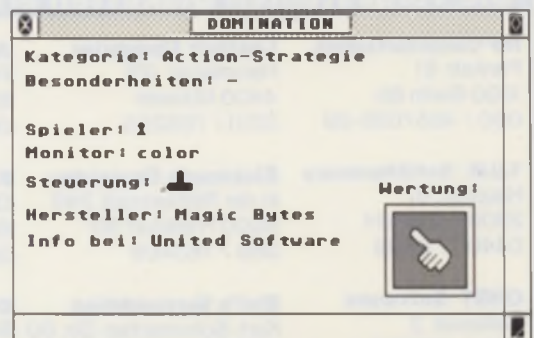 DOMINATION
Kategorie: Action-Strategie
Besonderheiten: -
Spieler: 1
Monitor: color
Steuerung:
Wertung:
Hersteller: Magic Bytes
Info bei: United Software